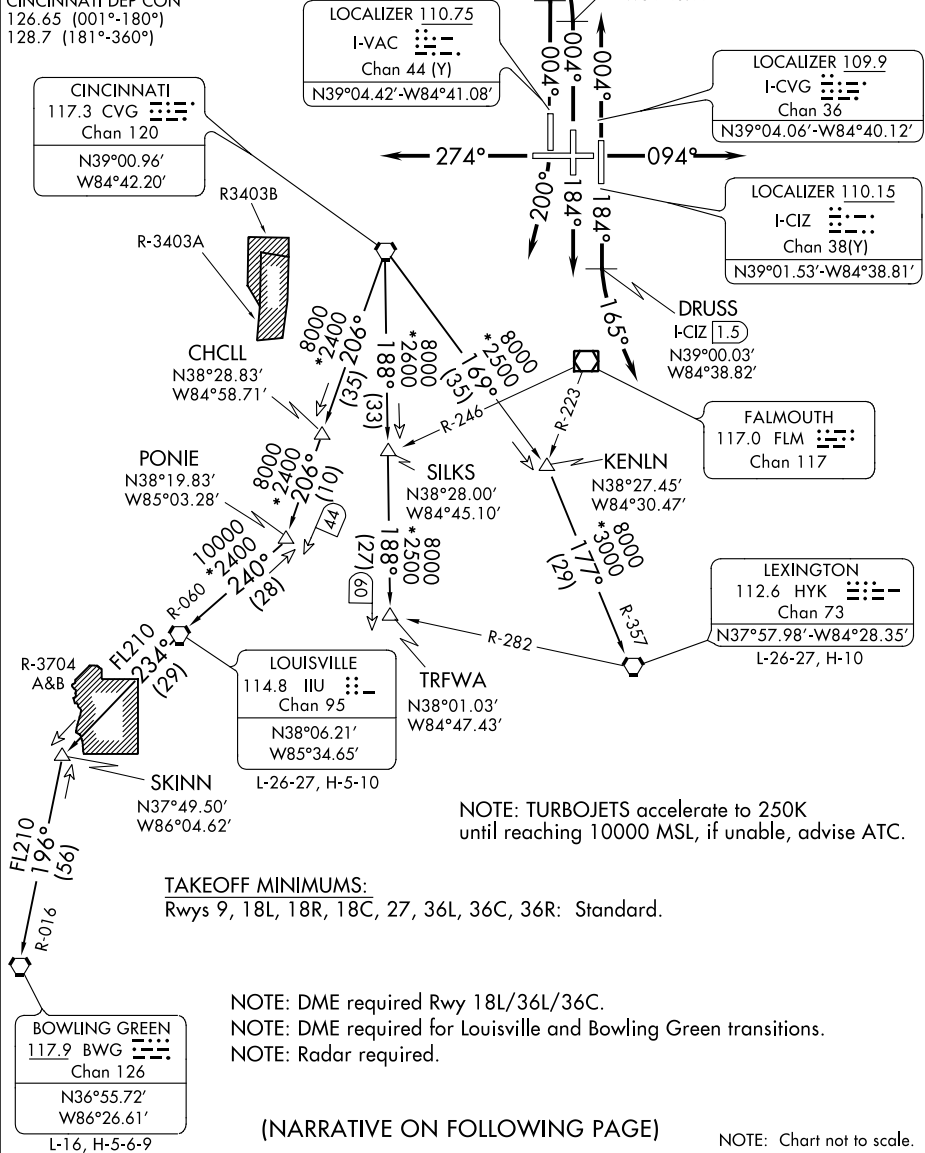 CINCINNATI DEP CON
126.65 (001°-180°)
128.7 (181°-360°)
LOCALIZER 110.75
I-VAC
Chan 44 (Y)
N39°04.42'-W84°41.08'
004°
004°
004°
LOCALIZER 109.9
I-CVG
Chan 36
N39°04.06'-W84°40.12'
CINCINNATI
117.3 CVG
Chan 120
N39°00.96'
W84°42.20'
274°
094°
200°
184°
184°
LOCALIZER 110.15
I-CIZ
Chan 38(Y)
N39°01.53'-W84°38.81'
R3403B
R-3403A
DRUSS
I-CIZ 1.5
N39°00.03'
W84°38.82'
165°
8000
*2400
206°
(35)
8000
*2600
188°
(33)
8000
*2500
169°
(35)
CHCLL
N38°28.83'
W84°58.71'
R-246
R-223
FALMOUTH
117.0 FLM
Chan 117
PONIE
N38°19.83'
W85°03.28'
8000
*2400
206°
(10)
44
SILKS
N38°28.00'
W84°45.10'
KENLN
N38°27.45'
W84°30.47'
8000
*2500
188°
(27)
60
8000
*3000
177°
(29)
10000
*2400
240°
(28)
R-060
R-357
LEXINGTON
112.6 HYK
Chan 73
N37°57.98'-W84°28.35'
L-26-27, H-10
R-282
TRFWA
N38°01.03'
W84°47.43'
R-3704
A&B
FL210
234°
(29)
LOUISVILLE
114.8 IIU
Chan 95
N38°06.21'
W85°34.65'
L-26-27, H-5-10
SKINN
N37°49.50'
W86°04.62'
NOTE: TURBOJETS accelerate to 250K
until reaching 10000 MSL, if unable, advise ATC.
FL210
196°
(56)
R-016
TAKEOFF MINIMUMS:
Rwys 9, 18L, 18R, 18C, 27, 36L, 36C, 36R: Standard.
BOWLING GREEN
117.9 BWG
Chan 126
N36°55.72'
W86°26.61'
L-16, H-5-6-9
NOTE: DME required Rwy 18L/36L/36C.
NOTE: DME required for Louisville and Bowling Green transitions.
NOTE: Radar required.
(NARRATIVE ON FOLLOWING PAGE)
NOTE: Chart not to scale.